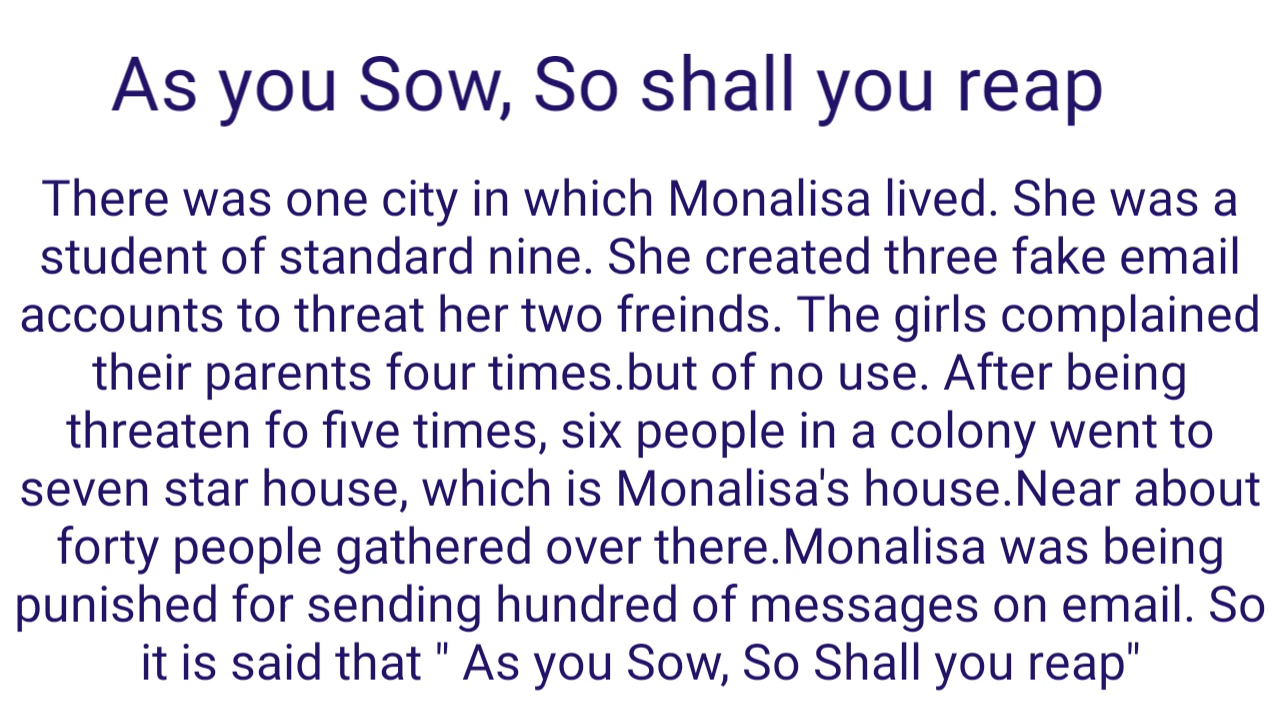 As you Sow, So shall you reap
There was one city in which Monalisa lived. She was a
student of standard nine. She created three fake email
accounts to threat her two freinds. The girls complained
their parents four times.but of no use. After being
threaten fo five times, six people in a colony went to
seven star house, which is Monalisa's house.Near about
forty people gathered over there.Monalisa was being
punished for sending hundred of messages on email. So
it is said that " As you Sow, So Shall you reap"